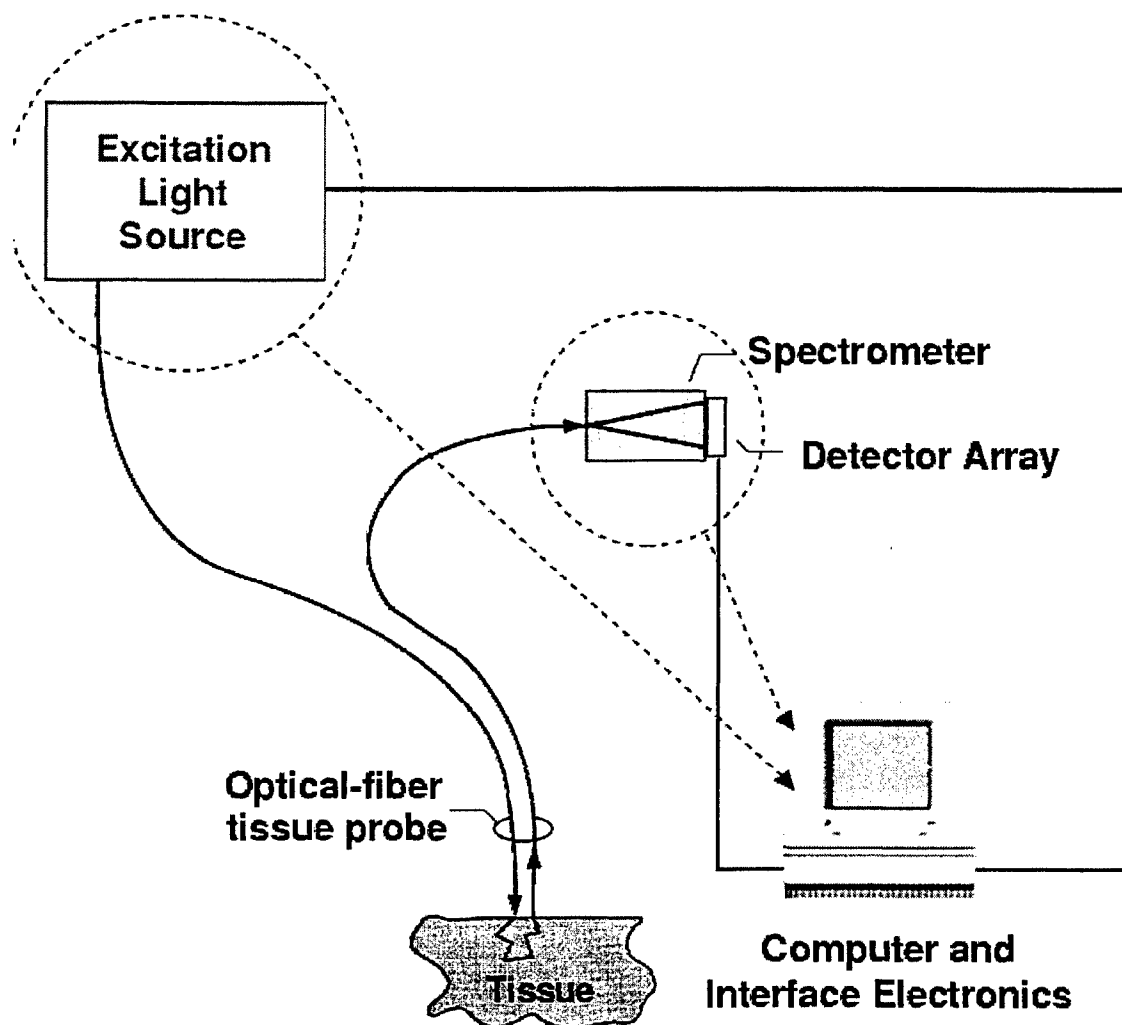 Excitation
Light
Source
Spectrometer
Detector Array
Optical-fiber
tissue probe
Tissue
Computer and
Interface Electronics